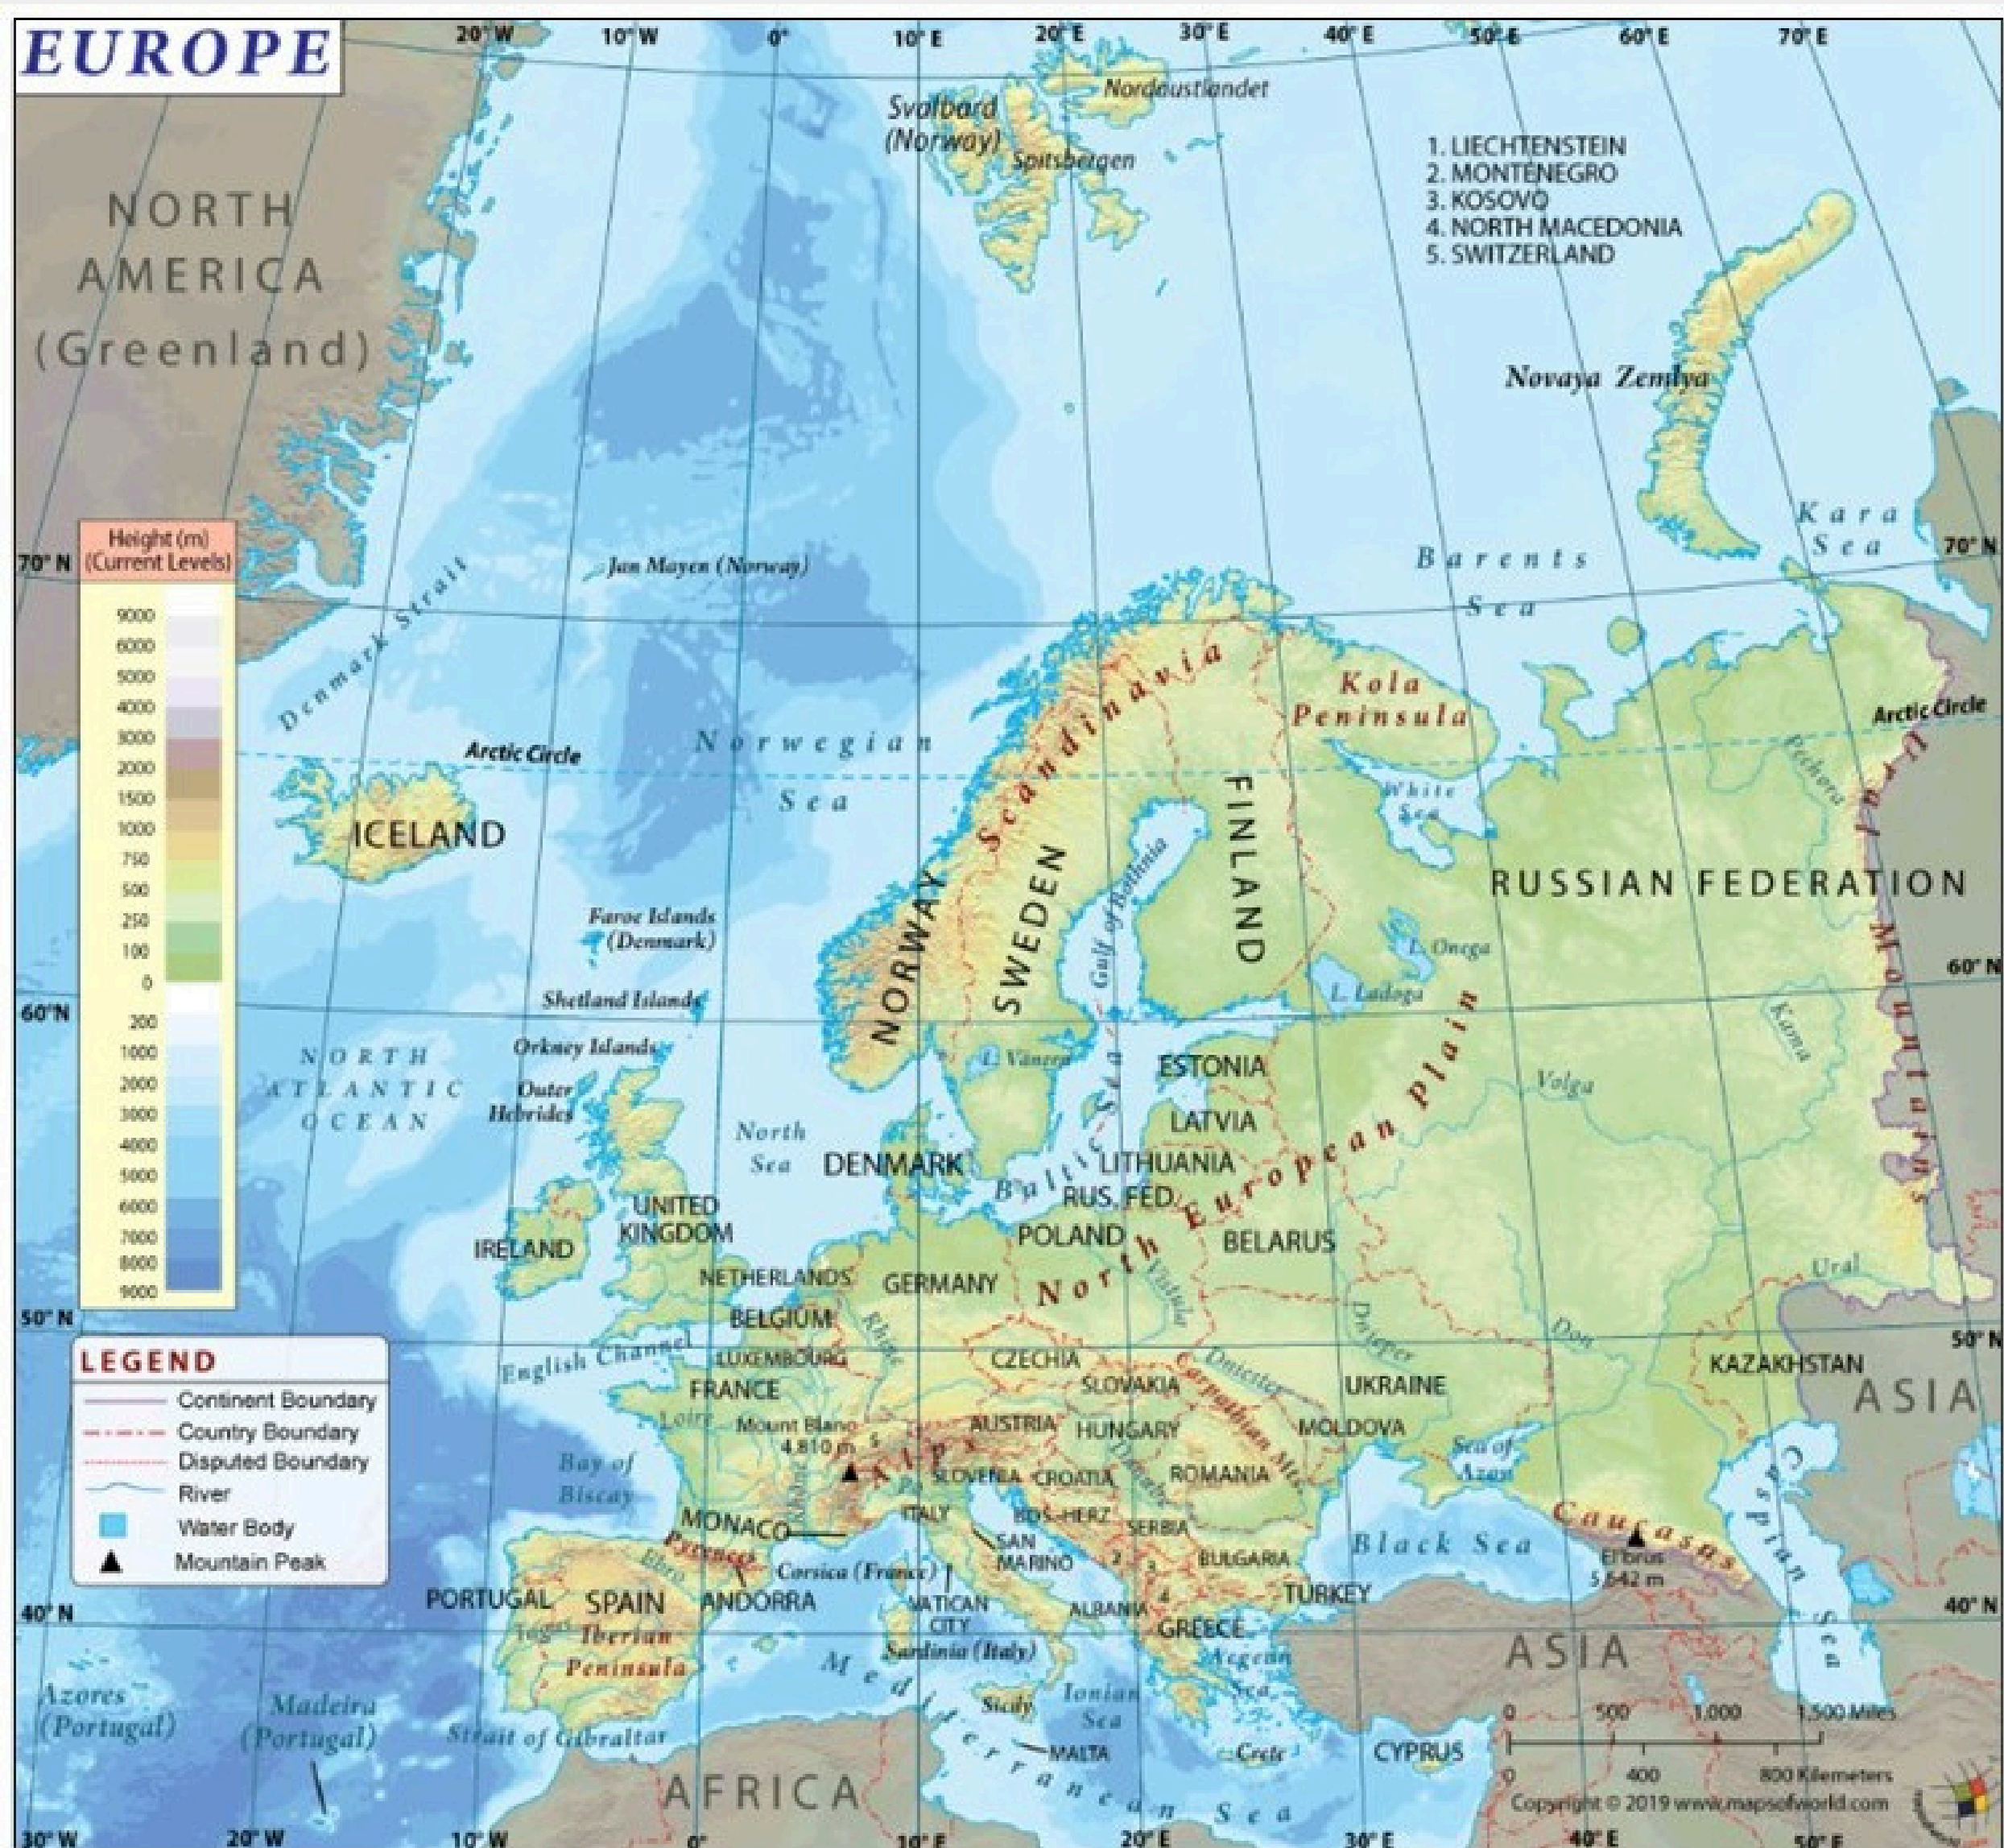 EUROPE
20° W
10° W
0°
10° E
20° E
30° E
40° E
50° E
60° E
70° E
Svalbard
(Norway)
Nordaustlandet
Spitsbergen
1. LIECHTENSTEIN
2. MONTENEGRO
3. KOSOVO
4. NORTH MACEDONIA
5. SWITZERLAND
NORTH
AMERICA
(Greenland)
Novaya Zemlya
Kara
Sea
Barents
Sea
70° N
70° N
Height (m)
(Current Levels)
9000
6000
5000
4000
3000
2000
1500
1000
750
500
250
100
0
200
1000
2000
3000
4000
5000
6000
7000
8000
9000
Jan Mayen (Norway)
Denmark Strait
Arctic Circle
Arctic Circle
Norwegian
Sea
Scandinavia
Kola
Peninsula
White
Sea
Pechora
Ural Mountains
ICELAND
FINLAND
SWEDEN
NORWAY
Gulf of Bothnia
RUSSIAN FEDERATION
Faroe Islands
(Denmark)
L. Onega
L. Ladoga
60° N
60°N
Shetland Islands
Orkney Islands
Outer
Hebrides
NORTH
ATLANTIC
OCEAN
L. Vanern
ESTONIA
Kama
Volga
LATVIA
North
Sea
DENMARK
Baltic Sea
LITHUANIA
RUS. FED.
North European Plain
UNITED
KINGDOM
IRELAND
POLAND
BELARUS
NETHERLANDS
GERMANY
Vistula
Ural
BELGIUM
Rhine
Dnieper
Don
50° N
50° N
English Channel
LUXEMBOURG
CZECHIA
Dniester
KAZAKHSTAN
ASIA
FRANCE
SLOVAKIA
Carpathian Mts.
UKRAINE
Loire
Mount Blanc
4,810 m
5
Alps
AUSTRIA
HUNGARY
MOLDOVA
Bay of
Biscay
Rhone
Po
SLOVENIA
CROATIA
Danube
ROMANIA
Sea of
Azov
Caspian Sea
MONACO
ITALY
BOS.-HERZ
SERBIA
Caucasus
Pyrenees
SAN
MARINO
2
3
4
BULGARIA
Black Sea
Elbrus
5,642 m
Ebro
Corsica (France)
PORTUGAL
SPAIN
ANDORRA
VATICAN
CITY
ALBANIA
TURKEY
40° N
40° N
Tagus
Iberian
Peninsula
Sardinia (Italy)
GREECE
Aegean
Sea
ASIA
Mediterranean Sea
Azores
(Portugal)
Madeira
(Portugal)
Strait of Gibraltar
Sicily
Ionian
Sea
MALTA
Crete
CYPRUS
AFRICA
LEGEND
Continent Boundary
Country Boundary
Disputed Boundary
River
Water Body
Mountain Peak
0 500 1,000 1,500 Miles
0 400 800 Kilemeters
Copyright © 2019 www.mapsofworld.com
30° W
20° W
10° W
0°
10° E
20° E
30° E
40° E
50° E